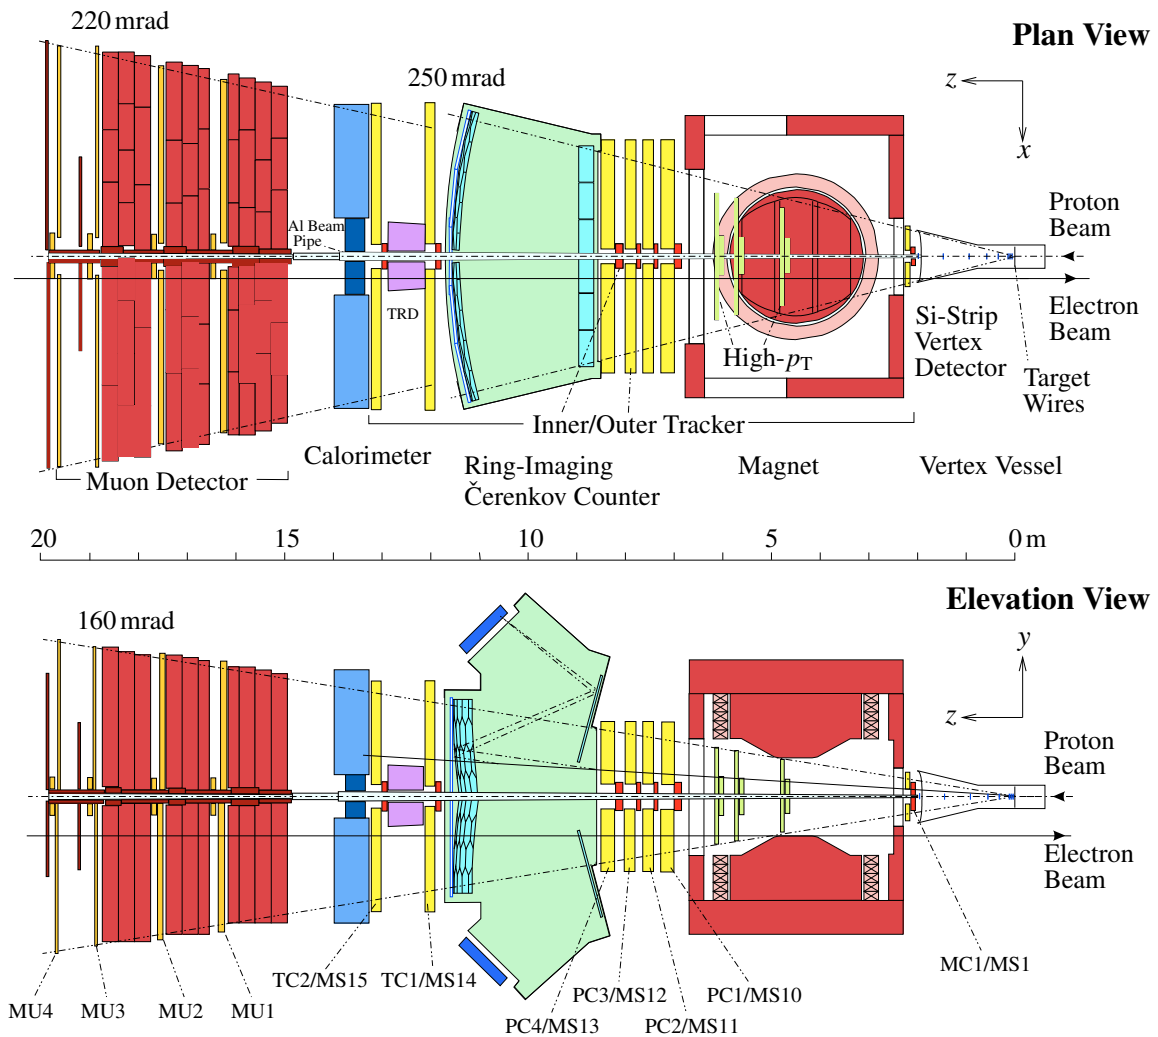 220 mrad
Plan View
250 mrad
z
x
Proton
Beam
Al Beam
Pipe
TRD
Electron
Beam
Si-Strip
Vertex
Detector
High-pT
Target
Wires
Inner/Outer Tracker
Calorimeter
Ring-Imaging
Čerenkov Counter
Magnet
Vertex Vessel
Muon Detector
20
15
10
5
0 m
160 mrad
Elevation View
y
z
Proton
Beam
Electron
Beam
MC1/MS1
TC2/MS15
TC1/MS14
PC3/MS12
PC1/MS10
MU4
MU3
MU2
MU1
PC4/MS13
PC2/MS11